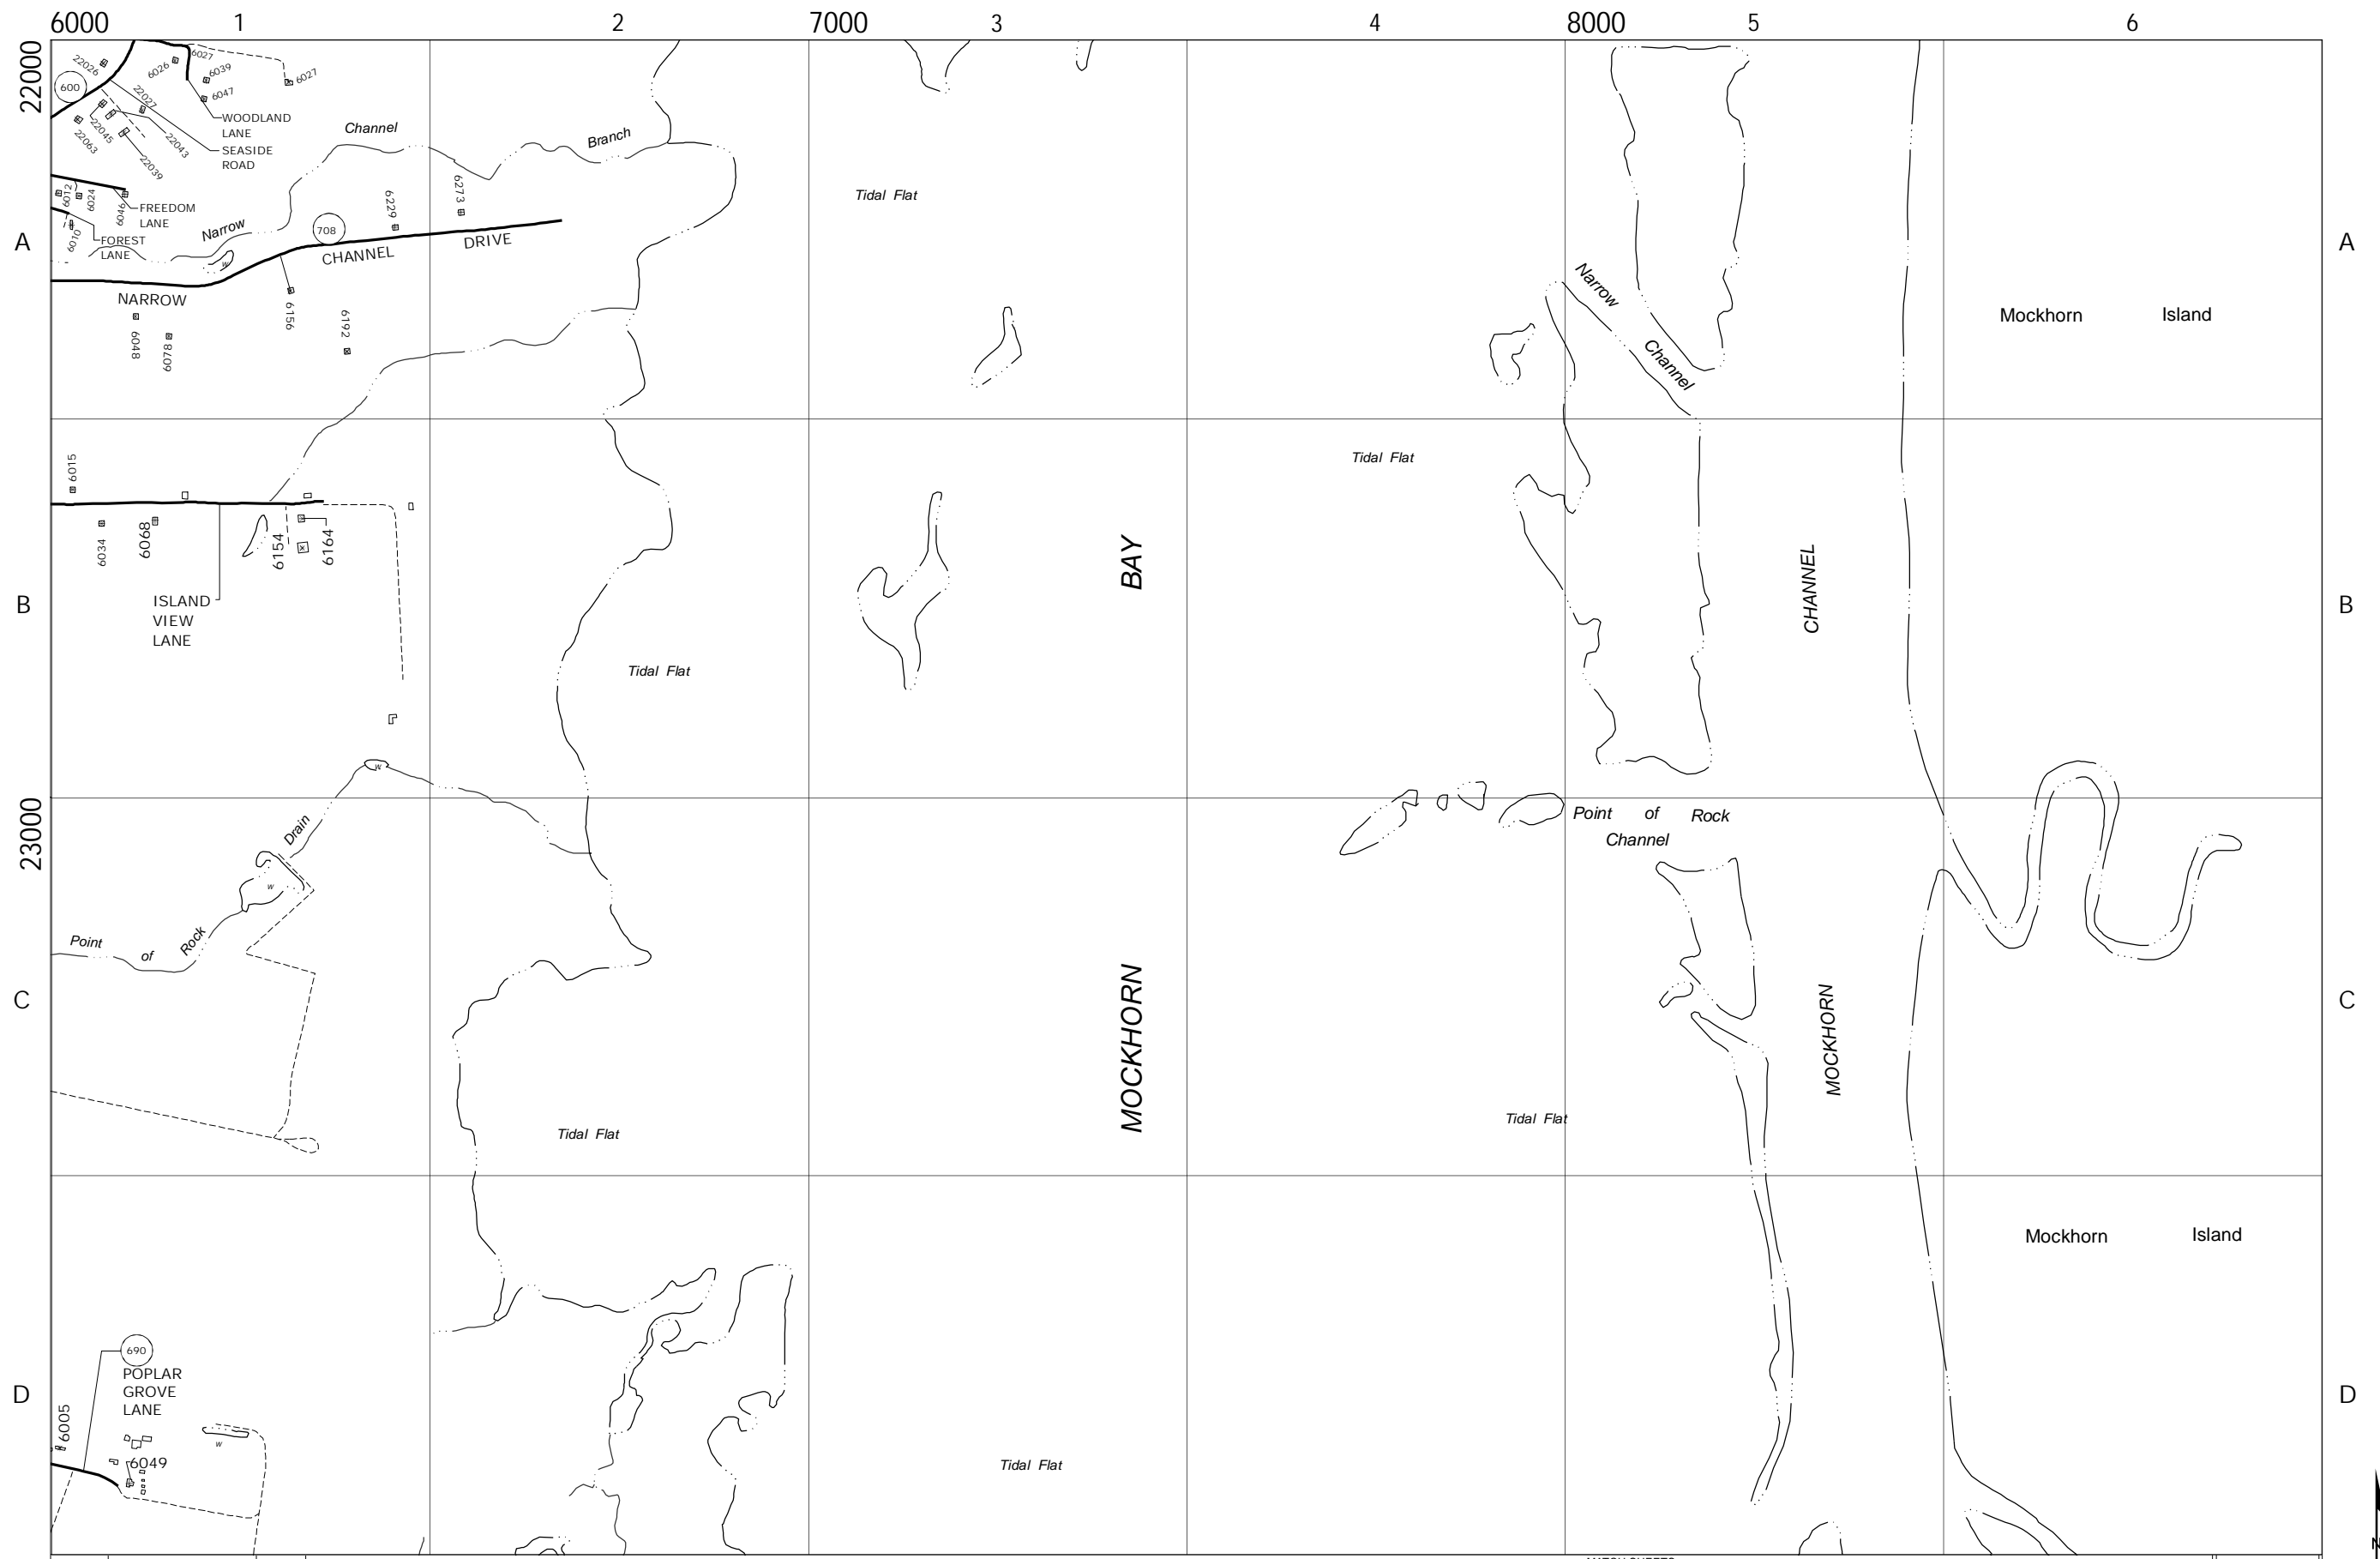 6000 1 2 7000 3 4 8000 5 6
22000
22026
600
6026
6027
6039
6047
6027
22027
22045
22063
22043
22039
WOODLAND
LANE
SEASIDE
ROAD
Channel
Branch
Narrow
6012
6024
6046
6010
FREEDOM
LANE
FOREST
LANE
W
708
6229
6273
NARROW
CHANNEL
DRIVE
6048
6078
6156
6192
Tidal Flat
Narrow
Channel
Mockhorn Island
A
A
6015
6034
6068
6154
6164
ISLAND
VIEW
LANE
Tidal Flat
Tidal Flat
BAY
CHANNEL
B
B
W
23000
Point of Rock
Channel
Drain
W
Point of Rock
MOCKHORN
MOCKHORN
Tidal Flat
Tidal Flat
C
C
Mockhorn Island
690
POPLAR
GROVE
LANE
6005
6049
W
Tidal Flat
D
D